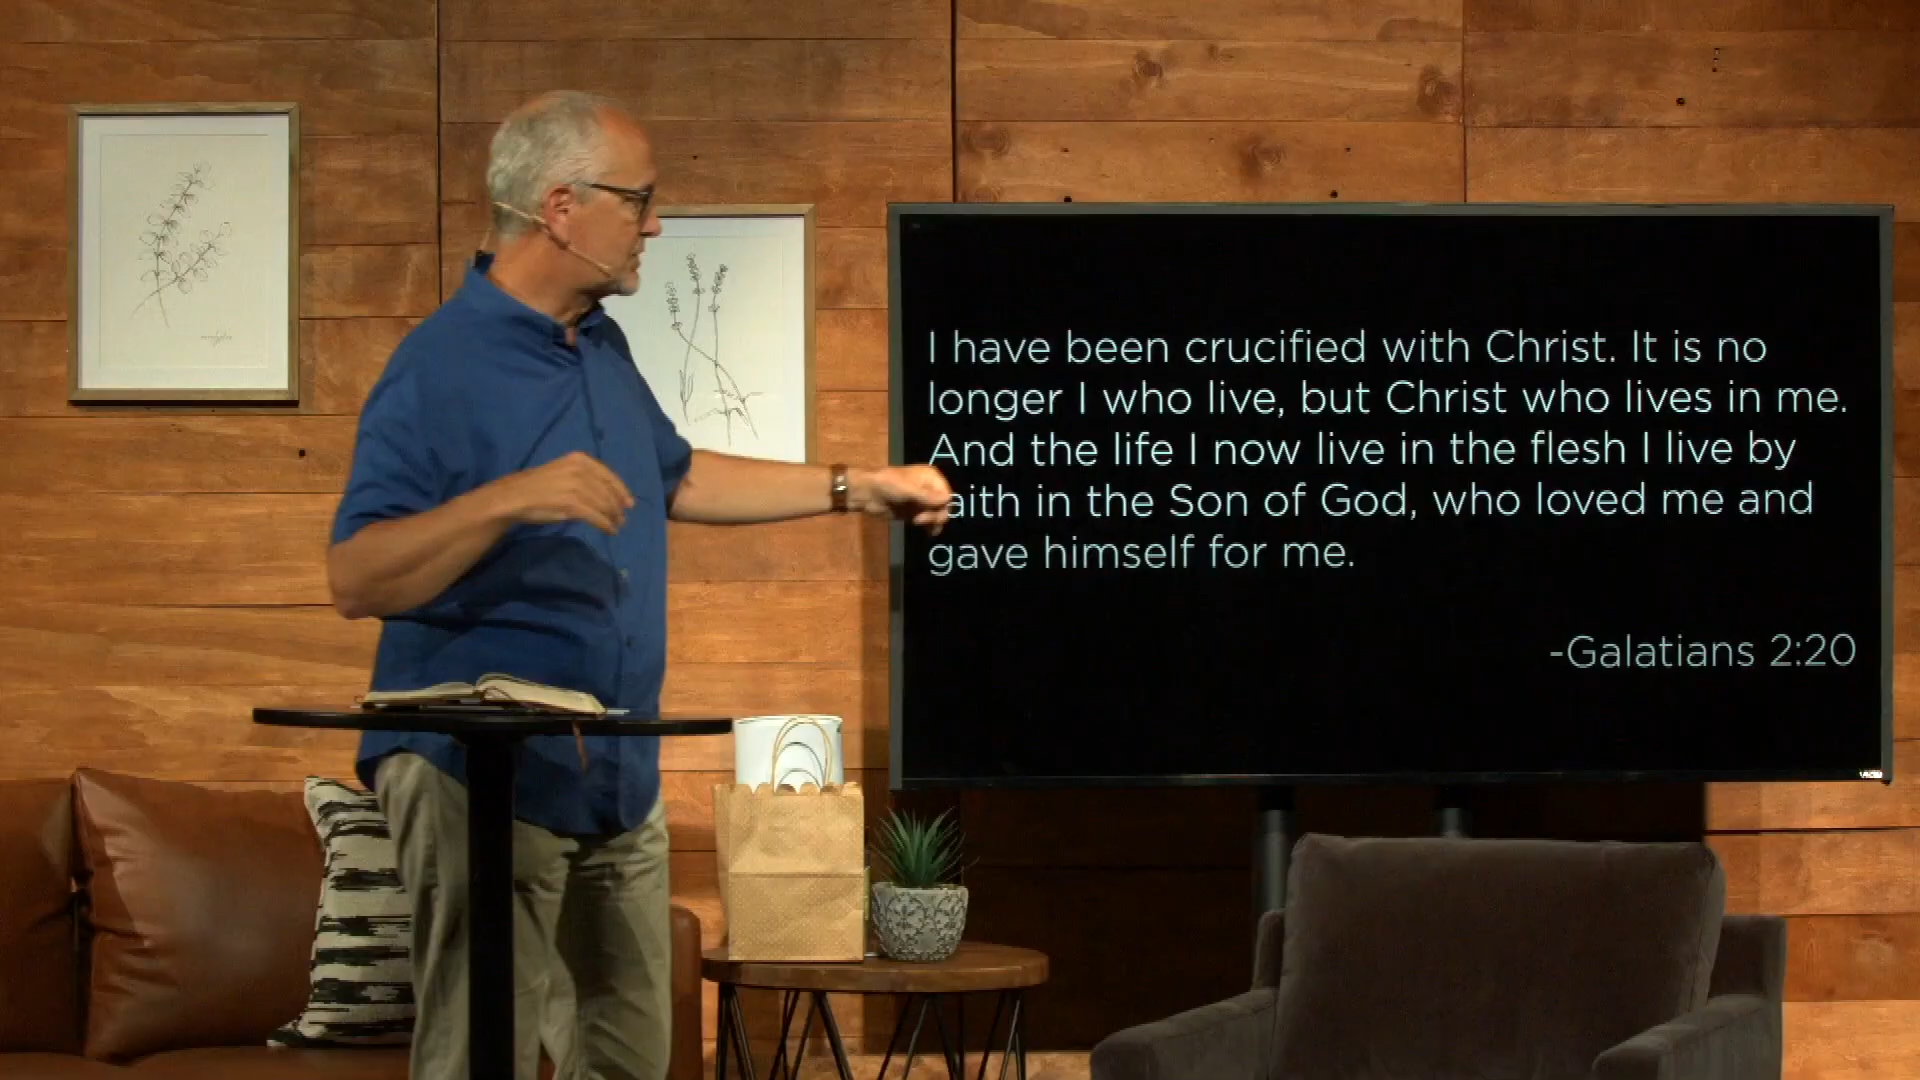 I have been crucified with Christ. It is no
longer I who live, but Christ who lives in me.
And the life I now live in the flesh I live by
aith in the Son of God, who loved me and
gave himself for me.
-Galatians 2:20
VIZIO